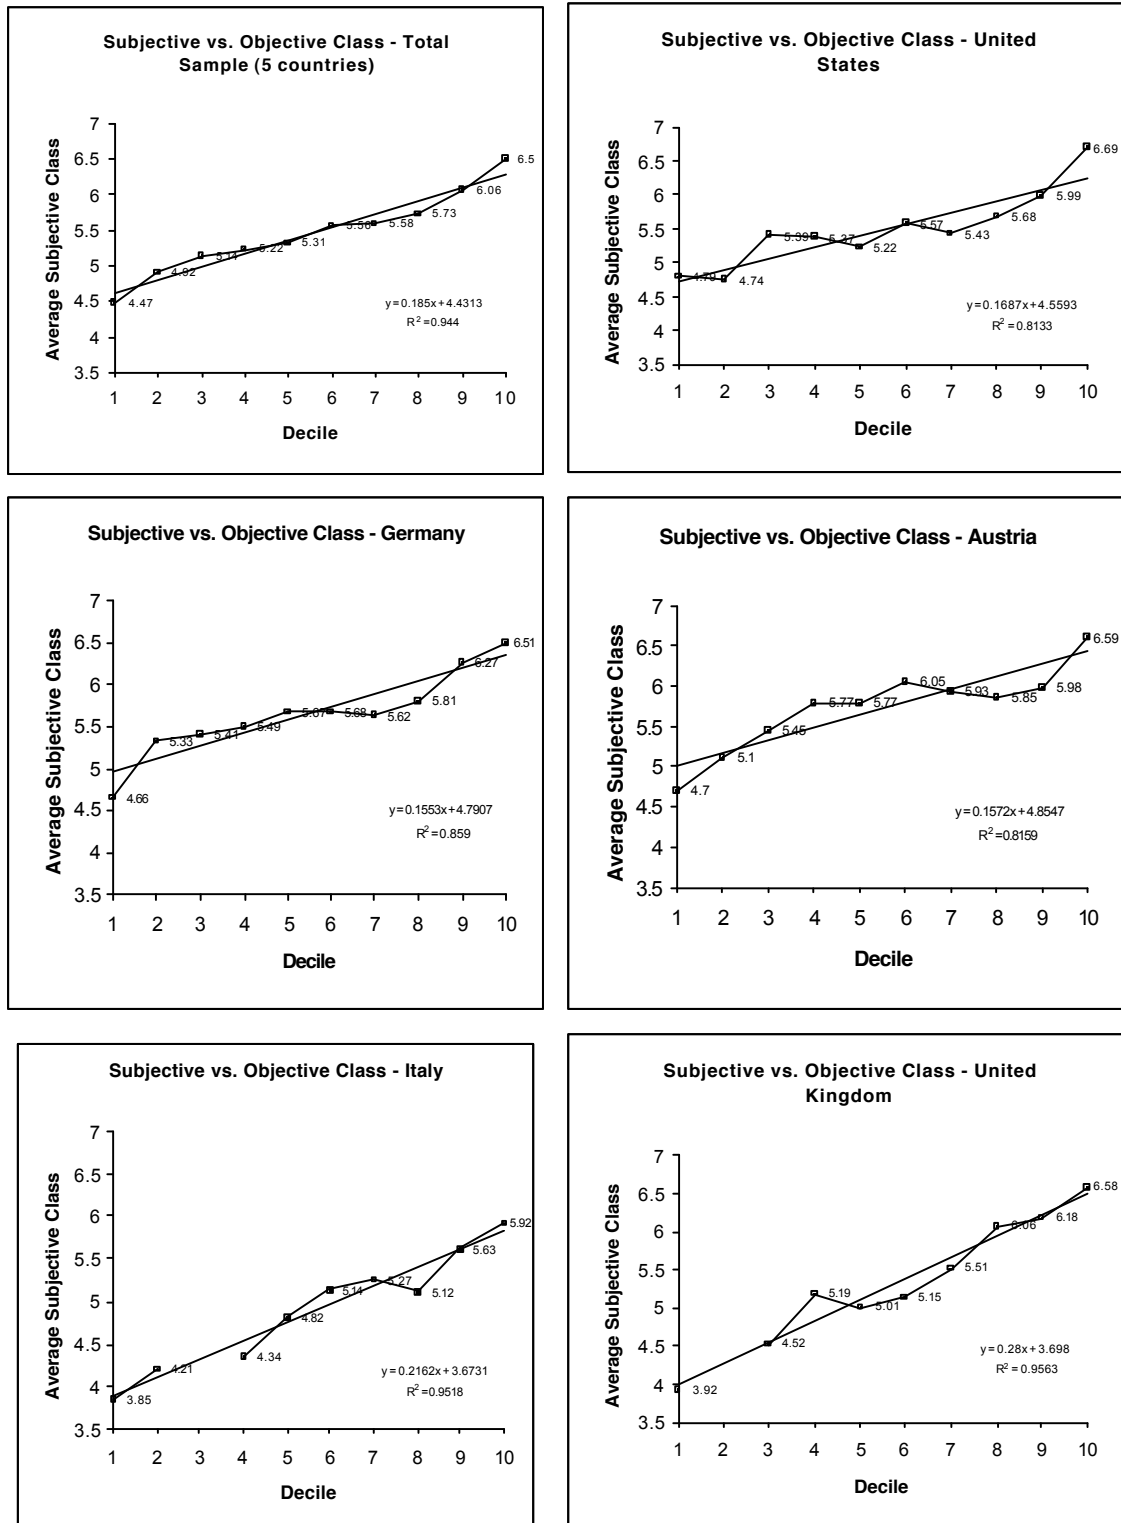 Subjective vs. Objective Class - Total
Sample (5 countries)
Average Subjective Class
7
6.5
6
5.5
5
4.5
4
3.5
4.47
4.92
5.14
5.22
5.31
5.56
5.58
5.73
6.06
6.5
y=0.185x+4.4313
R²=0.944
1 2 3 4 5 6 7 8 9 10
Decile
Subjective vs. Objective Class - United
States
Average Subjective Class
7
6.5
6
5.5
5
4.5
4
3.5
4.79
4.74
5.39
5.37
5.22
5.57
5.43
5.68
5.99
6.69
y=0.1687x+4.5593
R²=0.8133
1 2 3 4 5 6 7 8 9 10
Decile
Subjective vs. Objective Class - Germany
Average Subjective Class
7
6.5
6
5.5
5
4.5
4
3.5
4.66
5.33
5.41
5.49
5.67
5.68
5.62
5.81
6.27
6.51
y=0.1553x+4.7907
R²=0.859
1 2 3 4 5 6 7 8 9 10
Decile
Subjective vs. Objective Class - Austria
Average Subjective Class
7
6.5
6
5.5
5
4.5
4
3.5
4.7
5.1
5.45
5.77
5.77
6.05
5.93
5.85
5.98
6.59
y=0.1572x+4.8547
R²=0.8159
1 2 3 4 5 6 7 8 9 10
Decile
Subjective vs. Objective Class - Italy
Average Subjective Class
7
6.5
6
5.5
5
4.5
4
3.5
3.85
4.21
4.34
4.82
5.14
5.27
5.12
5.63
5.92
y=0.2162x+3.6731
R²=0.9518
1 2 3 4 5 6 7 8 9 10
Decile
Subjective vs. Objective Class - United
Kingdom
Average Subjective Class
7
6.5
6
5.5
5
4.5
4
3.5
3.92
4.52
5.19
5.01
5.15
5.51
6.06
6.18
6.58
y=0.28x+3.698
R²=0.9563
1 2 3 4 5 6 7 8 9 10
Decile